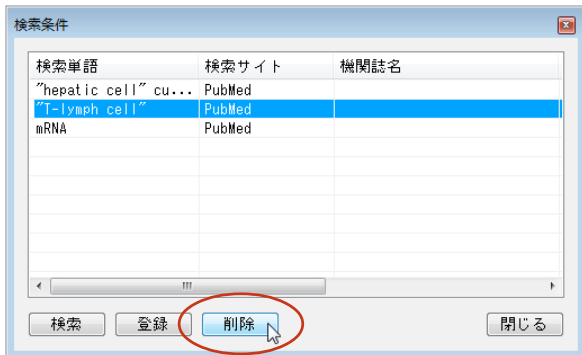 検索条件
検索単語 検索サイト 機関誌名
"hepatic cell" cu... PubMed
"T-lymph cell" PubMed
mRNA PubMed
検索 登録 削除 閉じる